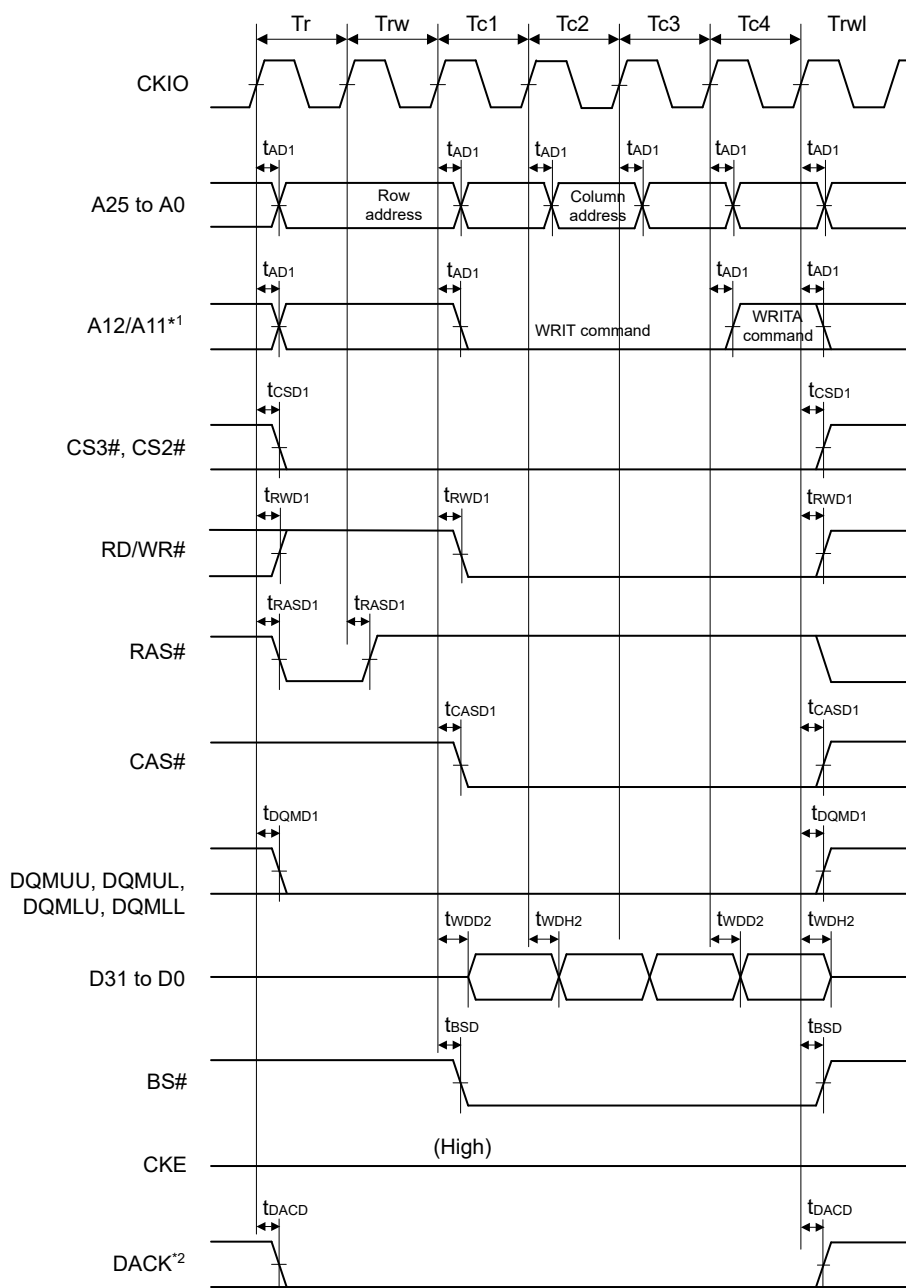 Tr Trw Tc1 Tc2 Tc3 Tc4 Trwl
CKIO
tAD1 tAD1 tAD1 tAD1 tAD1 tAD1
A25 to A0
Row address
Column address
tAD1 tAD1 tAD1 tAD1
A12/A11*1
WRIT command
WRITA command
tCSD1 tCSD1
CS3#, CS2#
tRWD1 tRWD1 tRWD1
RD/WR#
tRASD1 tRASD1
RAS#
tCASD1 tCASD1
CAS#
tDQMD1 tDQMD1
DQMUU, DQMUL,
DQMLU, DQMLL
tWDD2 tWDH2 tWDD2 tWDH2
D31 to D0
tBSD tBSD
BS#
(High)
CKE
tDACD tDACD
DACK*2